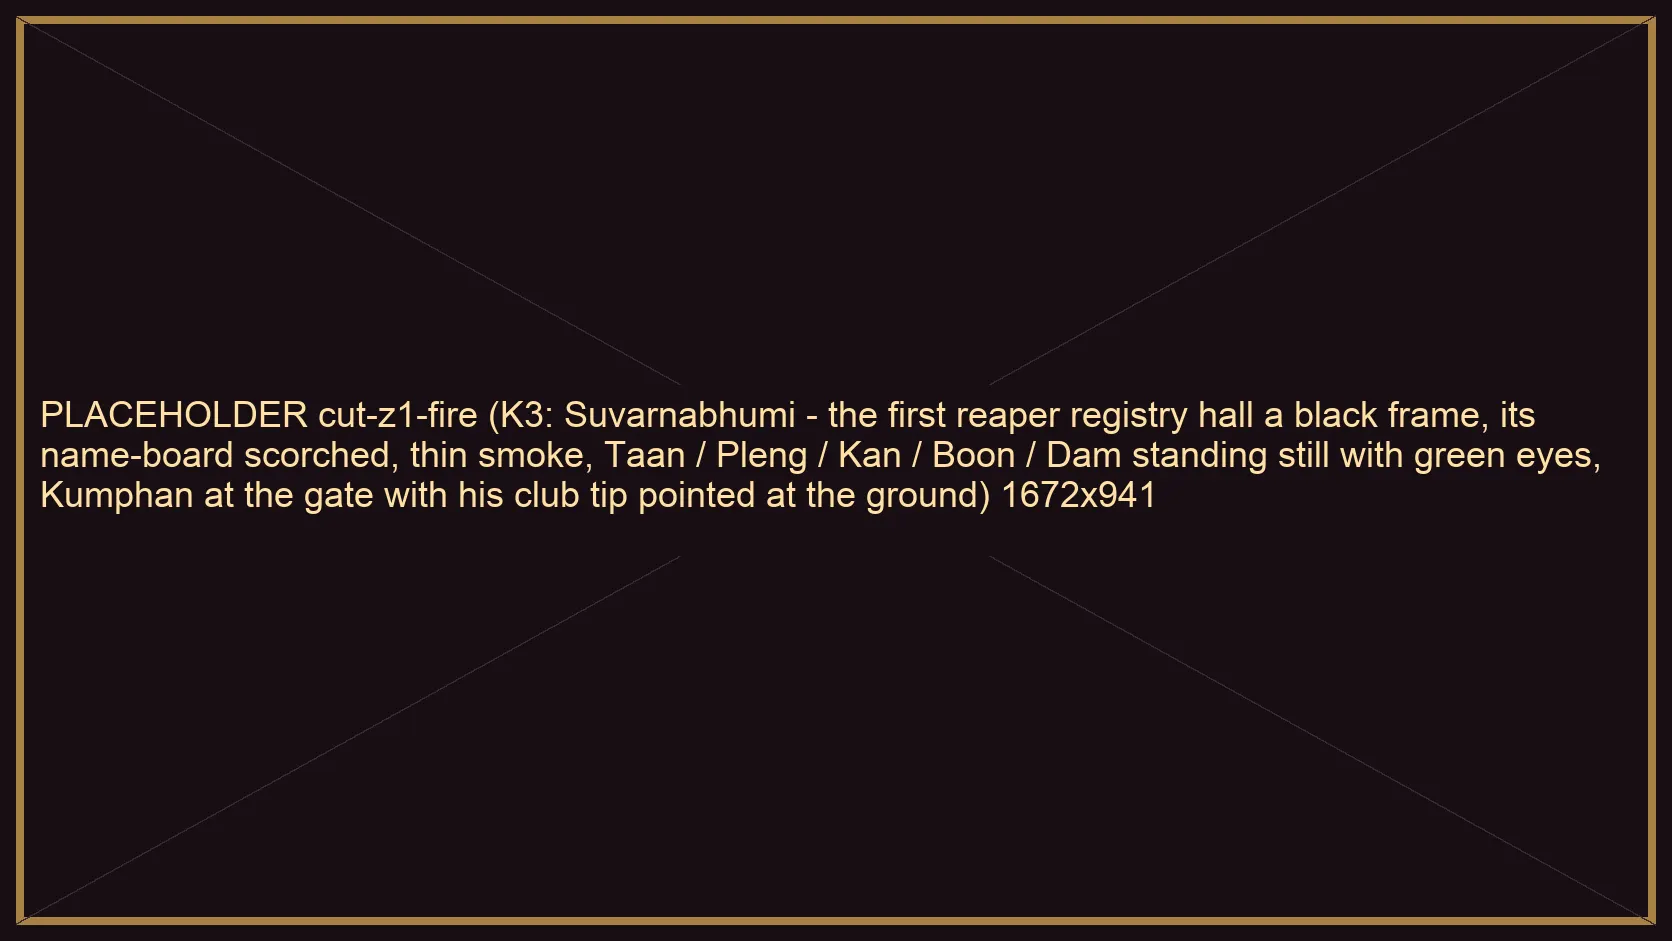 PLACEHOLDER cut-z1-fire (K3: Suvarnabhumi - the first reaper registry hall a black frame, its
name-board scorched, thin smoke, Taan / Pleng / Kan / Boon / Dam standing still with green eyes,
Kumphan at the gate with his club tip pointed at the ground) 1672x941